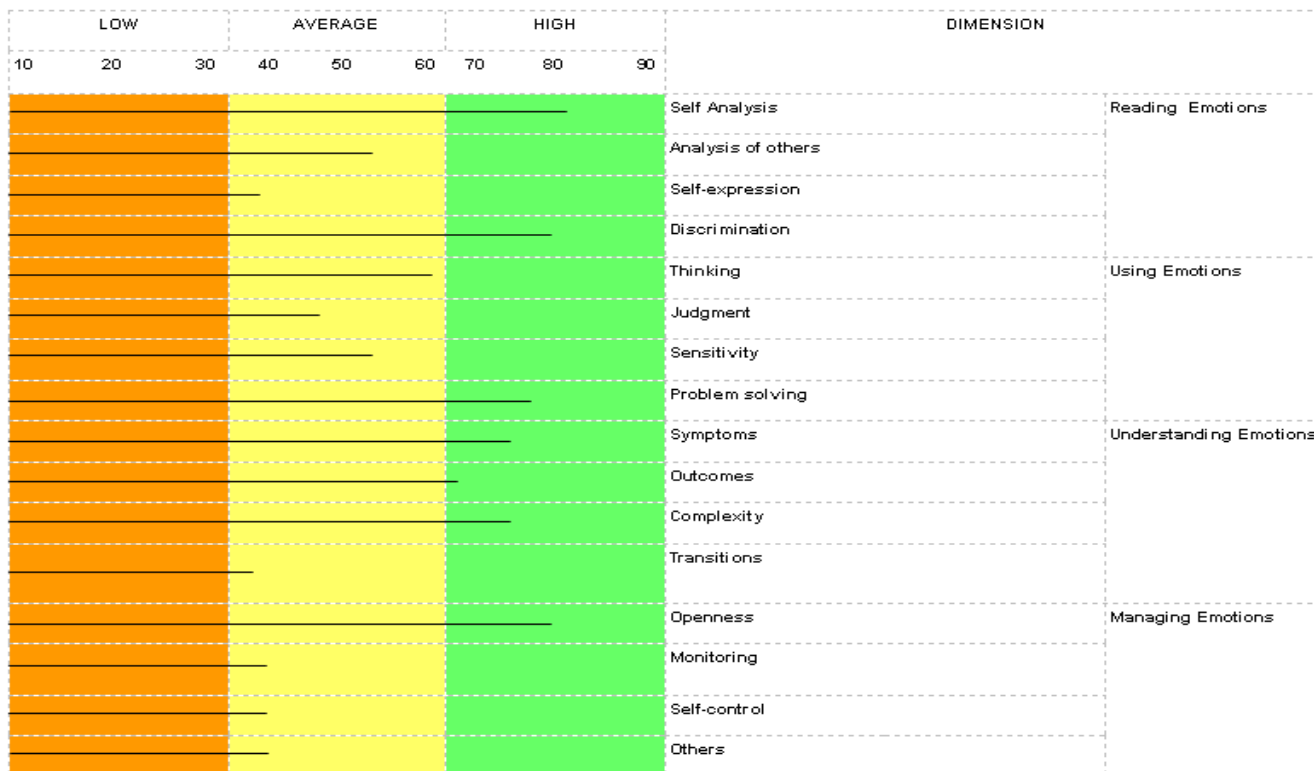 LOW AVERAGE HIGH DIMENSION
10 20 30 40 50 60 70 80 90
Self Analysis Reading Emotions
Analysis of others
Self-expression
Discrimination
Thinking Using Emotions
Judgment
Sensitivity
Problem solving
Symptoms Understanding Emotions
Outcomes
Complexity
Transitions
Openness Managing Emotions
Monitoring
Self-control
Others